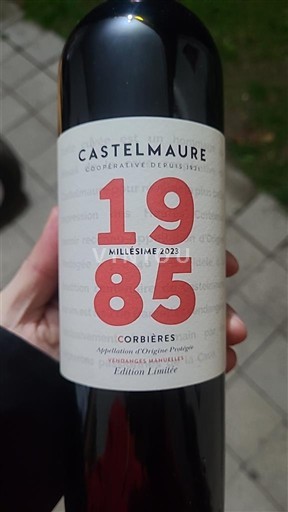 CASTELMAURE
COOPÉRATIVE DEPUIS 1921
19
MILLÉSIME 2023
85
CORBIÈRES
Appellation d'Origine Protégée
VENDANGES MANUELLES
Edition Limitée